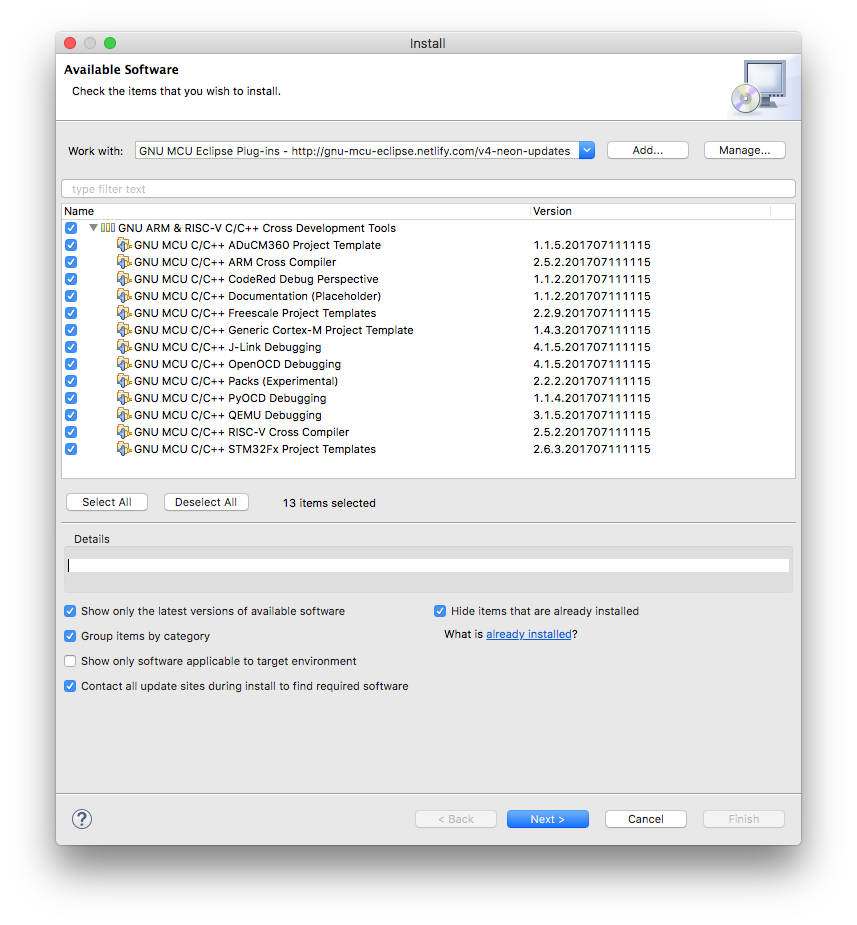 Install
Available Software
Check the items that you wish to install.
Work with: GNU MCU Eclipse Plug-ins - http://gnu-mcu-eclipse.netlify.com/v4-neon-updates Add... Manage...
type filter text
Name Version
GNU ARM & RISC-V C/C++ Cross Development Tools
GNU MCU C/C++ ADuCM360 Project Template 1.1.5.201707111115
GNU MCU C/C++ ARM Cross Compiler 2.5.2.201707111115
GNU MCU C/C++ CodeRed Debug Perspective 1.1.2.201707111115
GNU MCU C/C++ Documentation (Placeholder) 1.1.2.201707111115
GNU MCU C/C++ Freescale Project Templates 2.2.9.201707111115
GNU MCU C/C++ Generic Cortex-M Project Template 1.4.3.201707111115
GNU MCU C/C++ J-Link Debugging 4.1.5.201707111115
GNU MCU C/C++ OpenOCD Debugging 4.1.5.201707111115
GNU MCU C/C++ Packs (Experimental) 2.2.2.201707111115
GNU MCU C/C++ PyOCD Debugging 1.1.4.201707111115
GNU MCU C/C++ QEMU Debugging 3.1.5.201707111115
GNU MCU C/C++ RISC-V Cross Compiler 2.5.2.201707111115
GNU MCU C/C++ STM32Fx Project Templates 2.6.3.201707111115
Select All Deselect All 13 items selected
Details
Show only the latest versions of available software Hide items that are already installed
Group items by category What is already installed?
Show only software applicable to target environment
Contact all update sites during install to find required software
? < Back Next > Cancel Finish